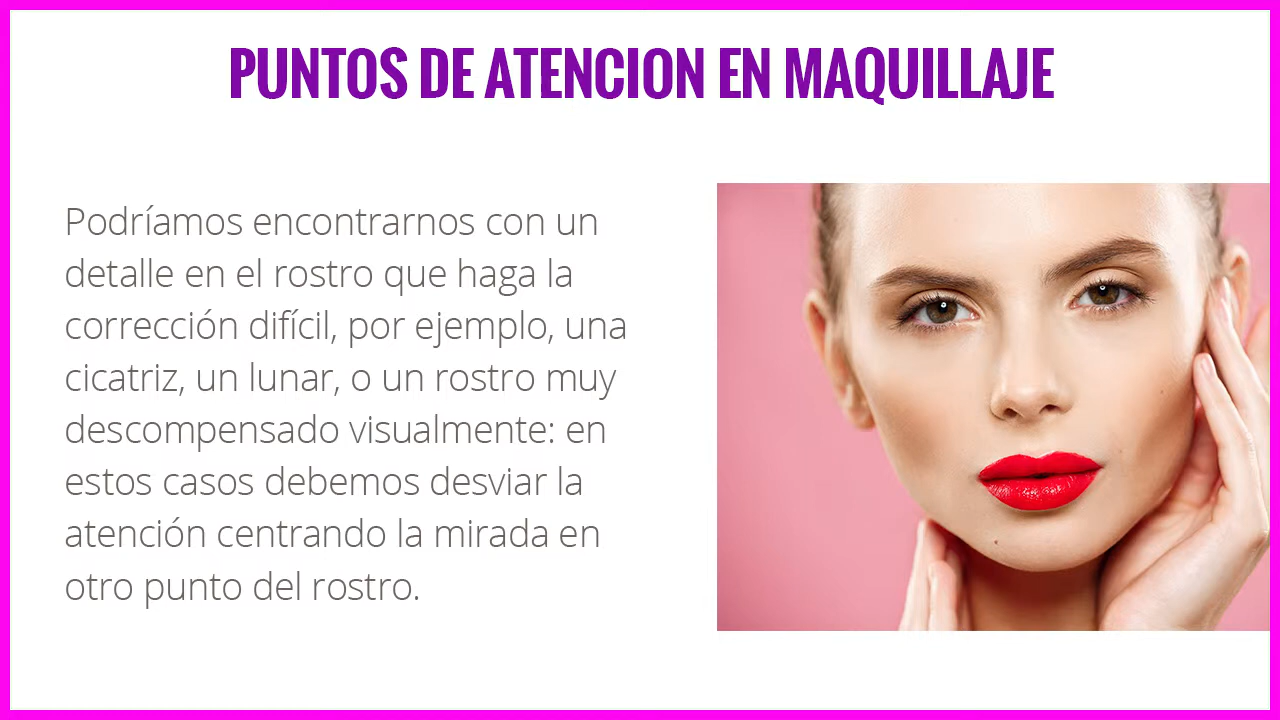 PUNTOS DE ATENCION EN MAQUILLAJE
Podríamos encontrarnos con un
detalle en el rostro que haga la
corrección difícil, por ejemplo, una
cicatriz, un lunar, o un rostro muy
descompensado visualmente: en
estos casos debemos desviar la
atención centrando la mirada en
otro punto del rostro.